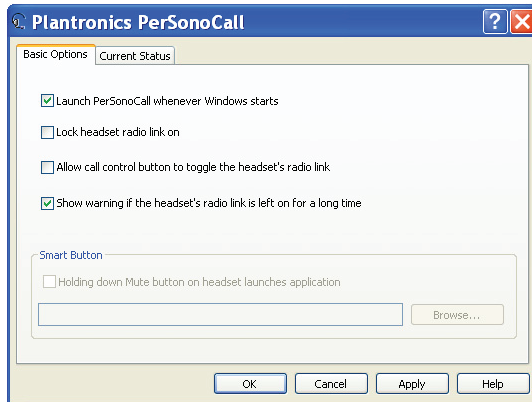 Plantronics PerSonoCall
Basic Options
Current Status
Launch PerSonoCall whenever Windows starts
Lock headset radio link on
Allow call control button to toggle the headset's radio link
Show warning if the headset's radio link is left on for a long time
Smart Button
Holding down Mute button on headset launches application
Browse...
OK
Cancel
Apply
Help